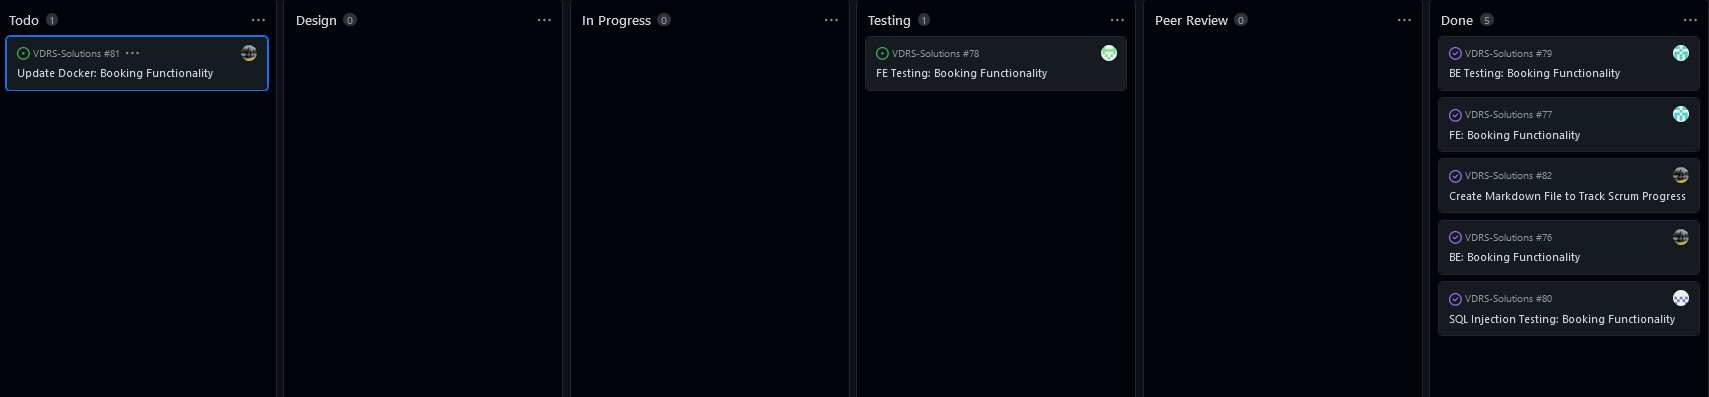 Todo 1
VDRS-Solutions #81
Update Docker: Booking Functionality
Design 0
In Progress 0
Testing 1
VDRS-Solutions #78
FE Testing: Booking Functionality
Peer Review 0
Done 5
VDRS-Solutions #79
BE Testing: Booking Functionality
VDRS-Solutions #77
FE: Booking Functionality
VDRS-Solutions #82
Create Markdown File to Track Scrum Progress
VDRS-Solutions #76
BE: Booking Functionality
VDRS-Solutions #80
SQL Injection Testing: Booking Functionality